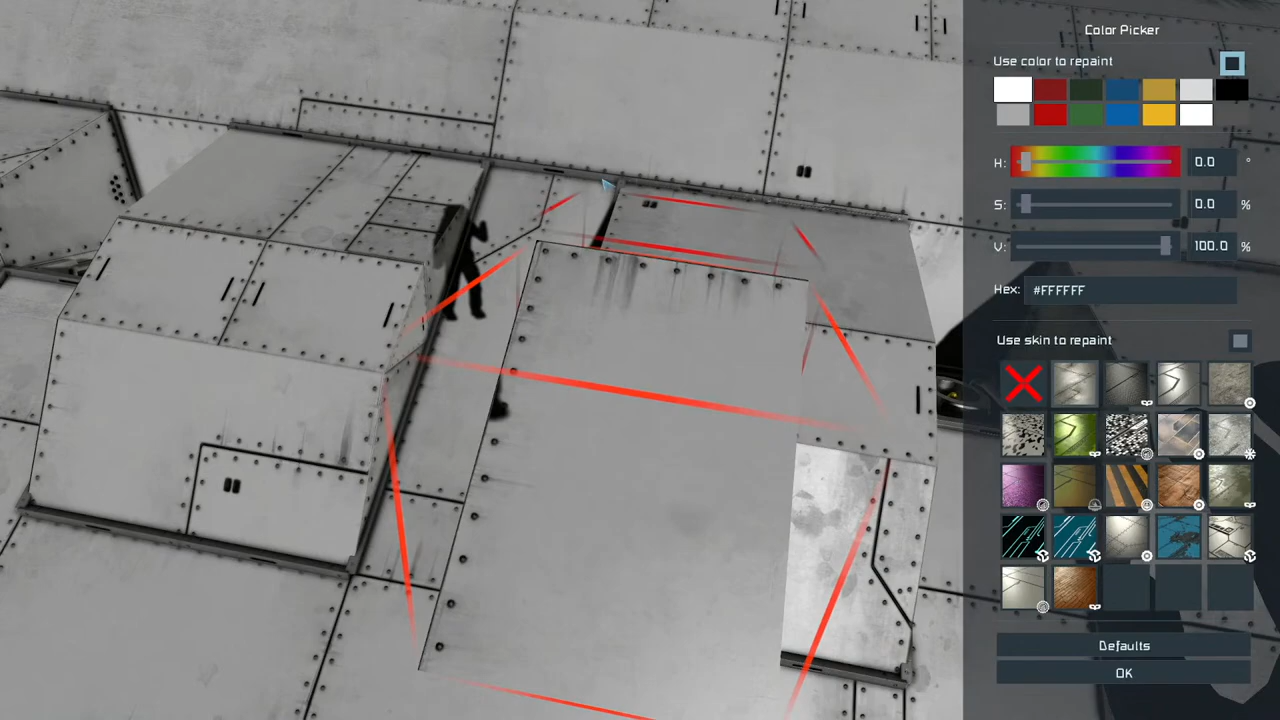 Color Picker
Use color to repaint
H: 0.0 °
S: 0.0 %
V: 100.0 %
Hex: #FFFFFF
Use skin to repaint
Defaults
OK